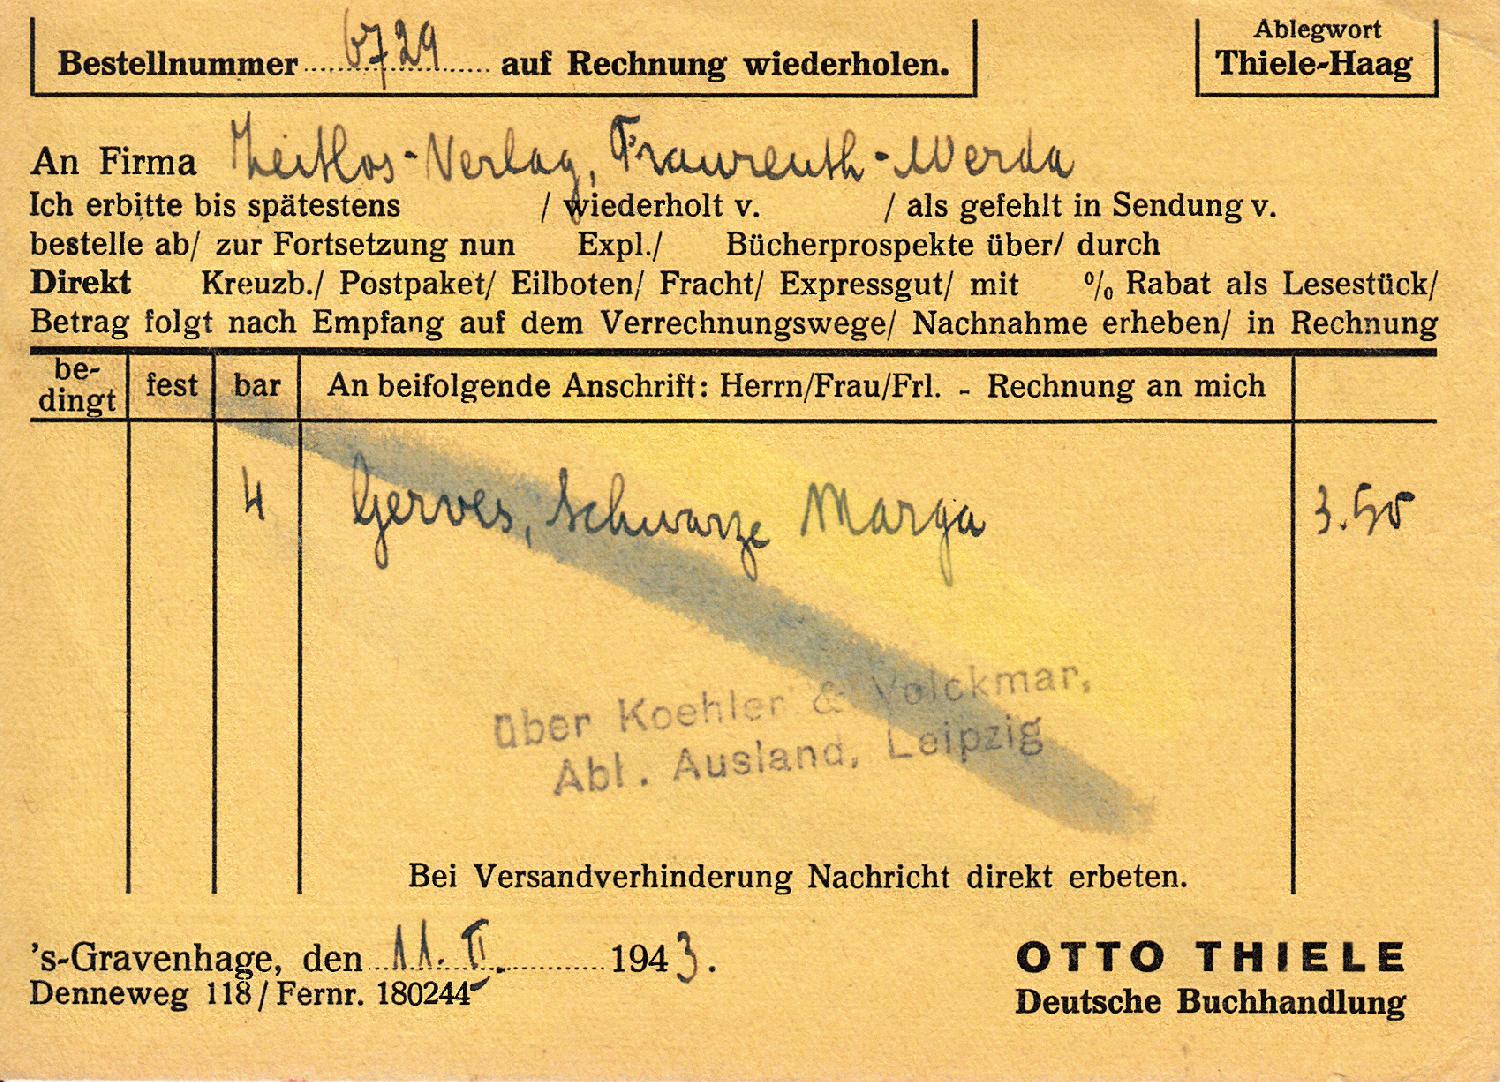 Ablegwort
Bestellnummer 6729 auf Rechnung wiederholen.
Thiele-Haag
An Firma Zeitlos-Verlag, Fraureuth-Werda
Ich erbitte bis spätestens / wiederholt v. / als gefehlt in Sendung v.
bestelle ab/ zur Fortsetzung nun Expl./ Bücherprospekte über/ durch
Direkt Kreuzb./ Postpaket/ Eilboten/ Fracht/ Expressgut/ mit % Rabat als Lesestück/
Betrag folgt nach Empfang auf dem Verrechnungswege/ Nachnahme erheben/ in Rechnung
be-
dingt fest bar An beifolgende Anschrift: Herrn/Frau/Frl. - Rechnung an mich
4 Gerves, Schwarze Marga 3.50
über Koehler & Volckmar,
Abt. Ausland, Leipzig
Bei Versandverhinderung Nachricht direkt erbeten.
's-Gravenhage, den 11. II. 1943.
Denneweg 118/Fernr. 180244
OTTO THIELE
Deutsche Buchhandlung